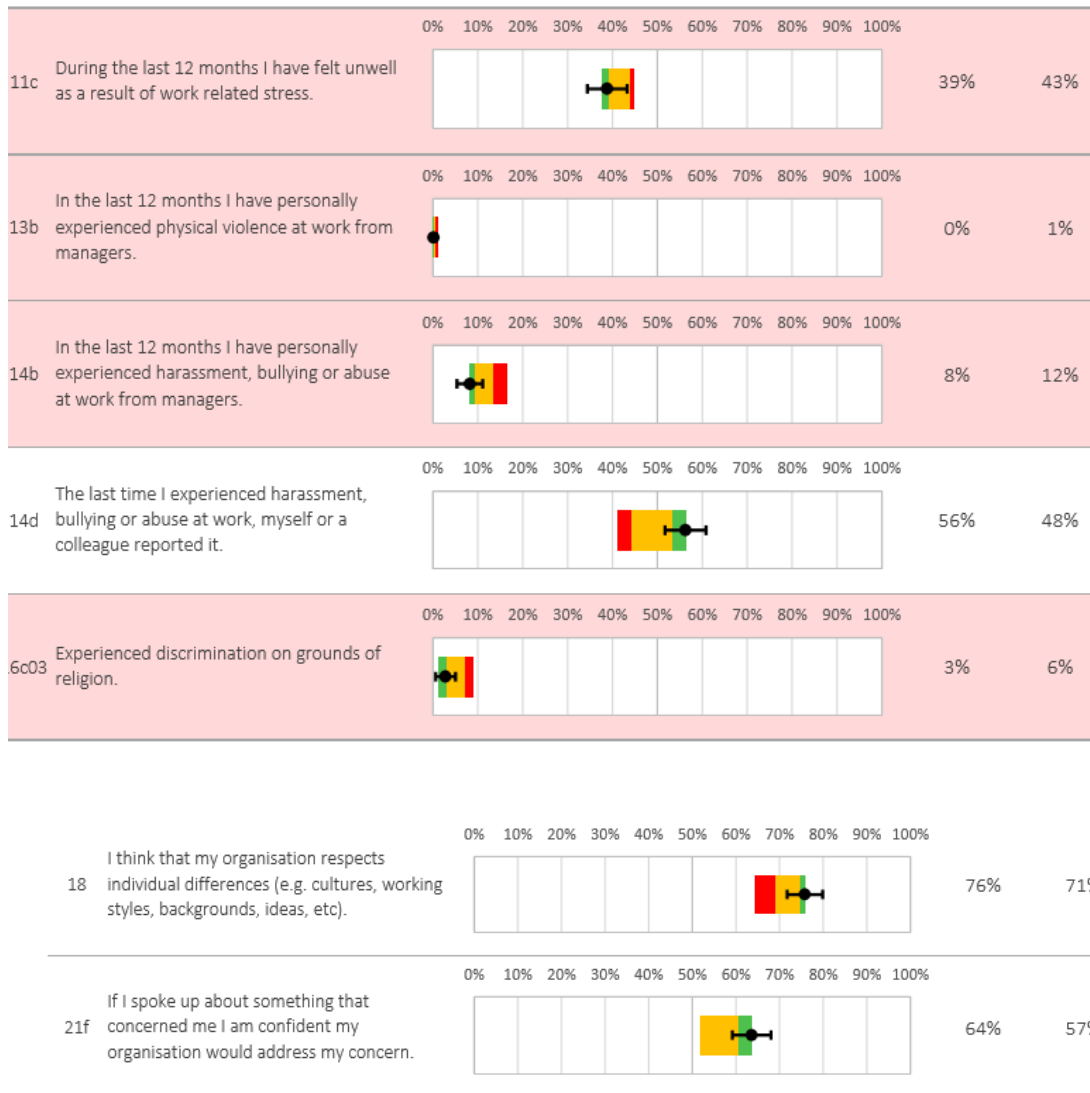 0% 10% 20% 30% 40% 50% 60% 70% 80% 90% 100%
11c During the last 12 months I have felt unwell
as a result of work related stress.
39% 43%
0% 10% 20% 30% 40% 50% 60% 70% 80% 90% 100%
In the last 12 months I have personally
13b experienced physical violence at work from
managers.
0% 1%
0% 10% 20% 30% 40% 50% 60% 70% 80% 90% 100%
In the last 12 months I have personally
14b experienced harassment, bullying or abuse
at work from managers.
8% 12%
0% 10% 20% 30% 40% 50% 60% 70% 80% 90% 100%
The last time I experienced harassment,
14d bullying or abuse at work, myself or a
colleague reported it.
56% 48%
0% 10% 20% 30% 40% 50% 60% 70% 80% 90% 100%
.6c03 Experienced discrimination on grounds of
religion.
3% 6%
0% 10% 20% 30% 40% 50% 60% 70% 80% 90% 100%
I think that my organisation respects
18 individual differences (e.g. cultures, working
styles, backgrounds, ideas, etc).
76% 71%
0% 10% 20% 30% 40% 50% 60% 70% 80% 90% 100%
If I spoke up about something that
21f concerned me I am confident my
organisation would address my concern.
64% 57%